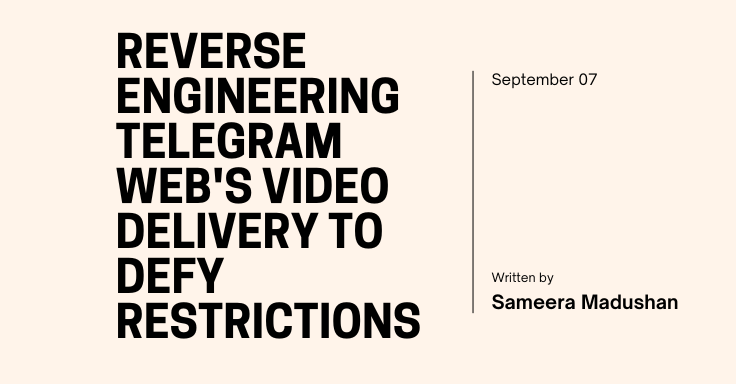 REVERSE
ENGINEERING
TELEGRAM
WEB'S VIDEO
DELIVERY TO
DEFY
RESTRICTIONS
September 07
Written by
Sameera Madushan